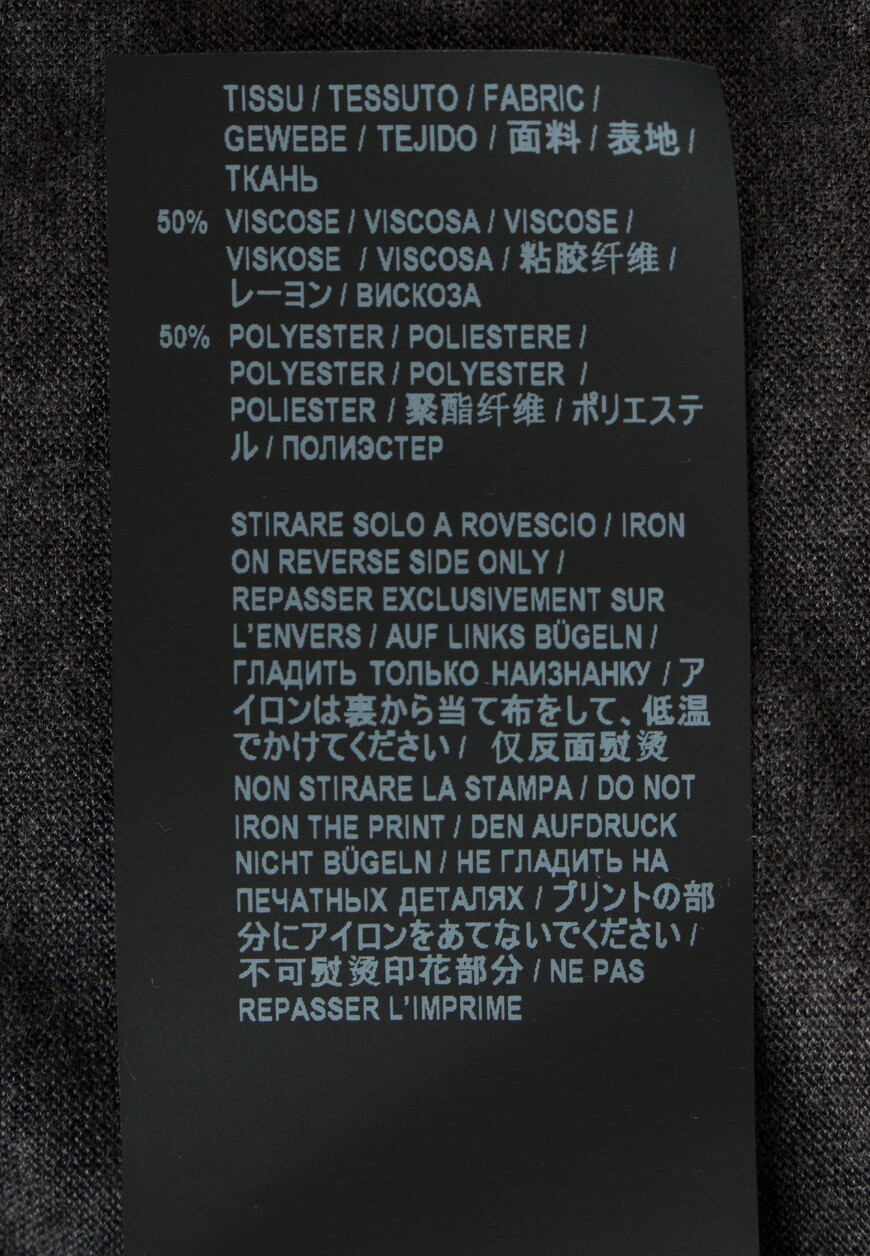 TISSU / TESSUTO / FABRIC /
GEWEBE / TEJIDO / 面料 / 表地 /
ТКАНЬ
50% VISCOSE / VISCOSA / VISCOSE /
VISKOSE / VISCOSA / 粘胶纤维 /
レーヨン / ВИСКОЗА
50% POLYESTER / POLIESTERE /
POLYESTER / POLYESTER /
POLIESTER / 聚酯纤维 / ポリエステ
ル / ПОЛИЭСТЕР
STIRARE SOLO A ROVESCIO / IRON
ON REVERSE SIDE ONLY /
REPASSER EXCLUSIVEMENT SUR
L'ENVERS / AUF LINKS BÜGELN /
ГЛАДИТЬ ТОЛЬКО НАИЗНАНКУ / ア
イロンは裏から当て布をして、低温
でかけてください / 仅反面熨烫
NON STIRARE LA STAMPA / DO NOT
IRON THE PRINT / DEN AUFDRUCK
NICHT BÜGELN / НЕ ГЛАДИТЬ НА
ПЕЧАТНЫХ ДЕТАЛЯХ / プリントの部
分にアイロンをあてないでください /
不可熨烫印花部分 / NE PAS
REPASSER L'IMPRIME